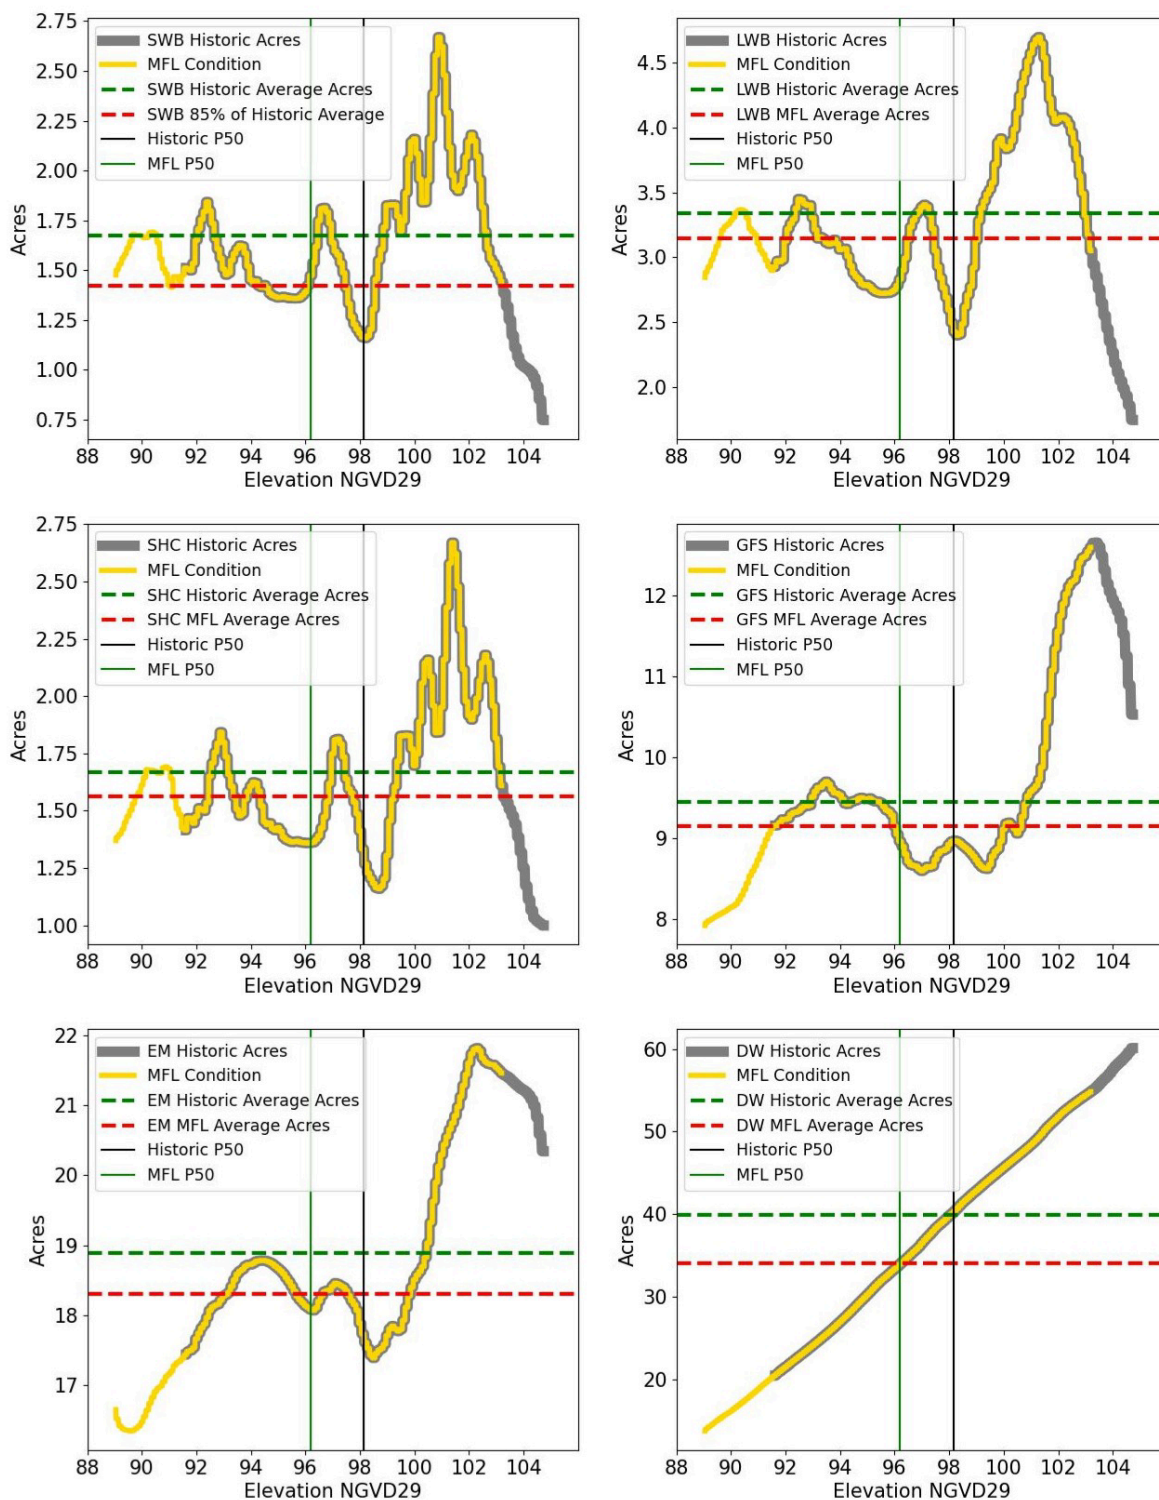 2.75
2.50
2.25
2.00
1.75
1.50
1.25
1.00
0.75
Acres
SWB Historic Acres
MFL Condition
SWB Historic Average Acres
SWB 85% of Historic Average
Historic P50
MFL P50
88 90 92 94 96 98 100 102 104
Elevation NGVD29
4.5
4.0
3.5
3.0
2.5
2.0
Acres
LWB Historic Acres
MFL Condition
LWB Historic Average Acres
LWB MFL Average Acres
Historic P50
MFL P50
88 90 92 94 96 98 100 102 104
Elevation NGVD29
2.75
2.50
2.25
2.00
1.75
1.50
1.25
1.00
Acres
SHC Historic Acres
MFL Condition
SHC Historic Average Acres
SHC MFL Average Acres
Historic P50
MFL P50
88 90 92 94 96 98 100 102 104
Elevation NGVD29
12
11
10
9
8
Acres
GFS Historic Acres
MFL Condition
GFS Historic Average Acres
GFS MFL Average Acres
Historic P50
MFL P50
88 90 92 94 96 98 100 102 104
Elevation NGVD29
22
21
20
19
18
17
Acres
EM Historic Acres
MFL Condition
EM Historic Average Acres
EM MFL Average Acres
Historic P50
MFL P50
88 90 92 94 96 98 100 102 104
Elevation NGVD29
60
50
40
30
20
Acres
DW Historic Acres
MFL Condition
DW Historic Average Acres
DW MFL Average Acres
Historic P50
MFL P50
88 90 92 94 96 98 100 102 104
Elevation NGVD29